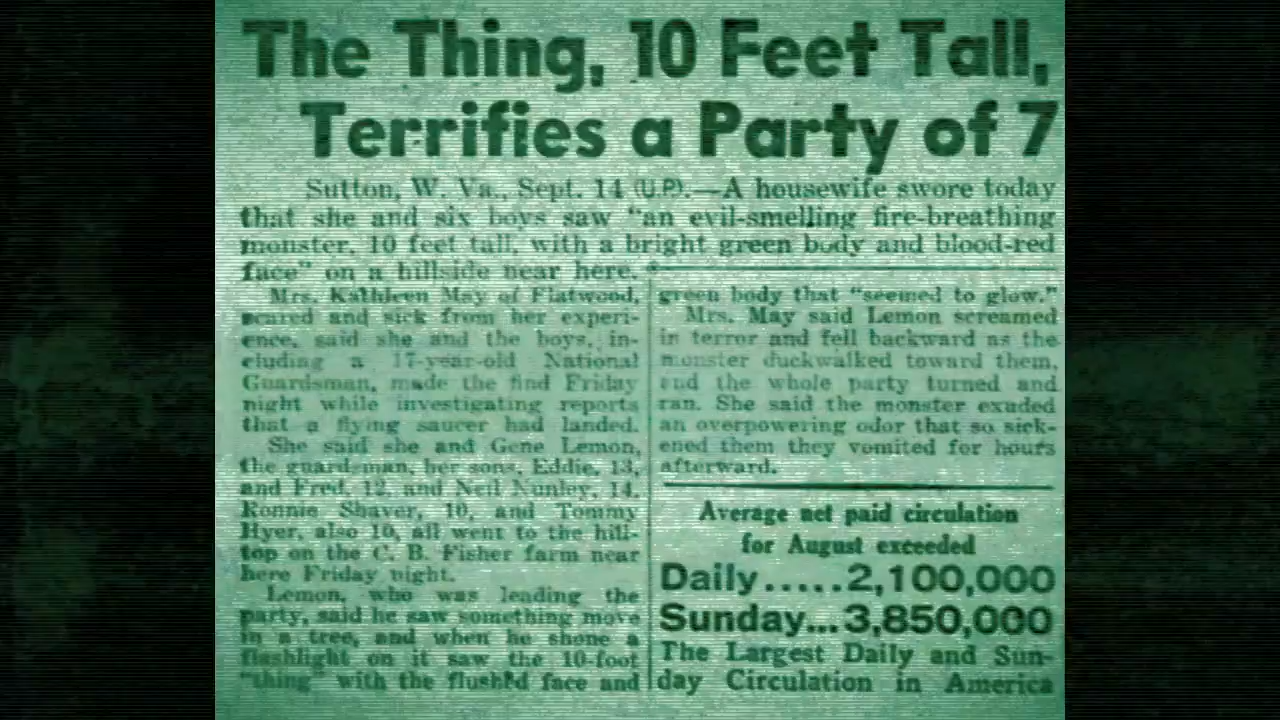 The Thing, 10 Feet Tall,
Terrifies a Party of 7
Sutton, W. Va., Sept. 14 (U.P.).—A housewife swore today
that she and six boys saw "an evil-smelling fire-breathing
monster, 10 feet tall, with a bright green body and blood-red
face" on a hillside near here.
Mrs. Kathleen May of Flatwood,
scared and sick from her experi-
ence, said she and the boys, in-
cluding a 17-year-old National
Guardsman, made the find Friday
night while investigating reports
that a flying saucer had landed.
She said she and Gene Lemon,
the guardsman, her sons, Eddie, 13,
and Fred, 12, and Neil Nunley, 14,
Ronnie Shaver, 10, and Tommy
Hyer, also 10, all went to the hill-
top on the C. B. Fisher farm near
here Friday night.
Lemon, who was leading the
party, said he saw something move
in a tree, and when he shone a
flashlight on it saw the 10-foot
"thing" with the flushed face and
green body that "seemed to glow."
Mrs. May said Lemon screamed
in terror and fell backward as the
monster duckwalked toward them,
and the whole party turned and
ran. She said the monster exuded
an overpowering odor that so sick-
ened them they vomited for hours
afterward.
Average net paid circulation
for August exceeded
Daily.....2,100,000
Sunday...3,850,000
The Largest Daily and Sun-
day Circulation in America